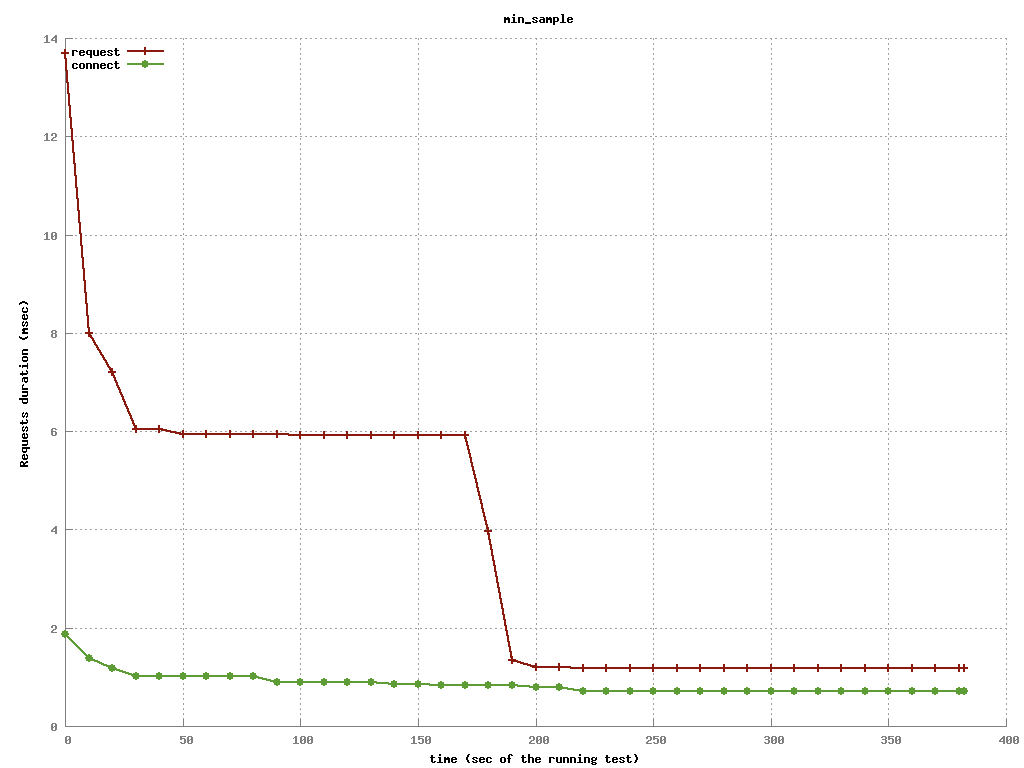 min_sample
14
request
connect
12
10
8
6
4
2
0
Requests duration (msec)
0 50 100 150 200 250 300 350 400
time (sec of the running test)